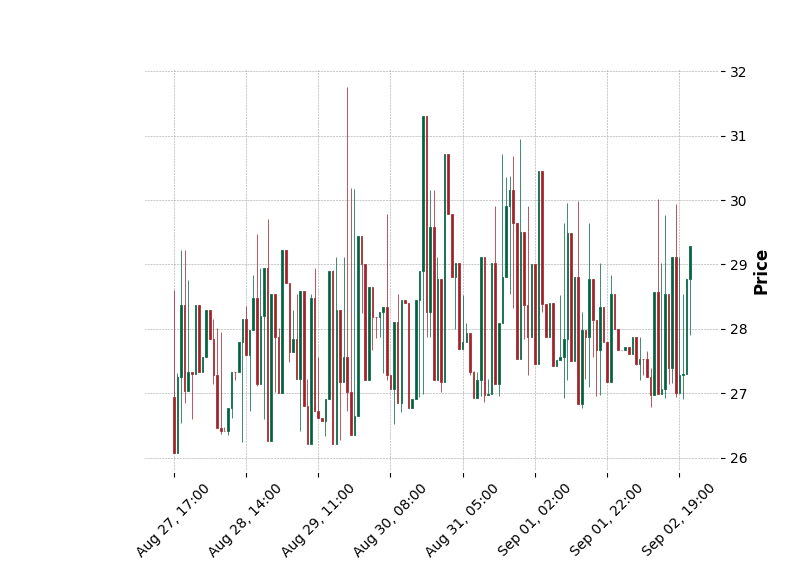 32
31
30
29
28
27
26
Price
Aug 27, 17:00
Aug 28, 14:00
Aug 29, 11:00
Aug 30, 08:00
Aug 31, 05:00
Sep 01, 02:00
Sep 01, 22:00
Sep 02, 19:00